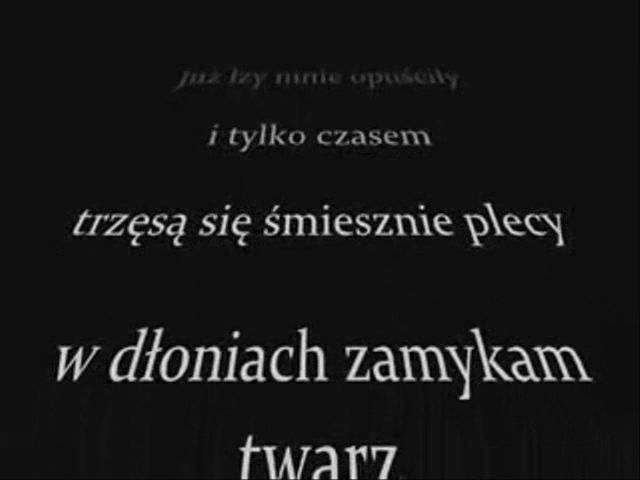 Już łzy mnie opuściły
i tylko czasem
trzęsą się śmiesznie plecy
w dłoniach zamykam
twarz